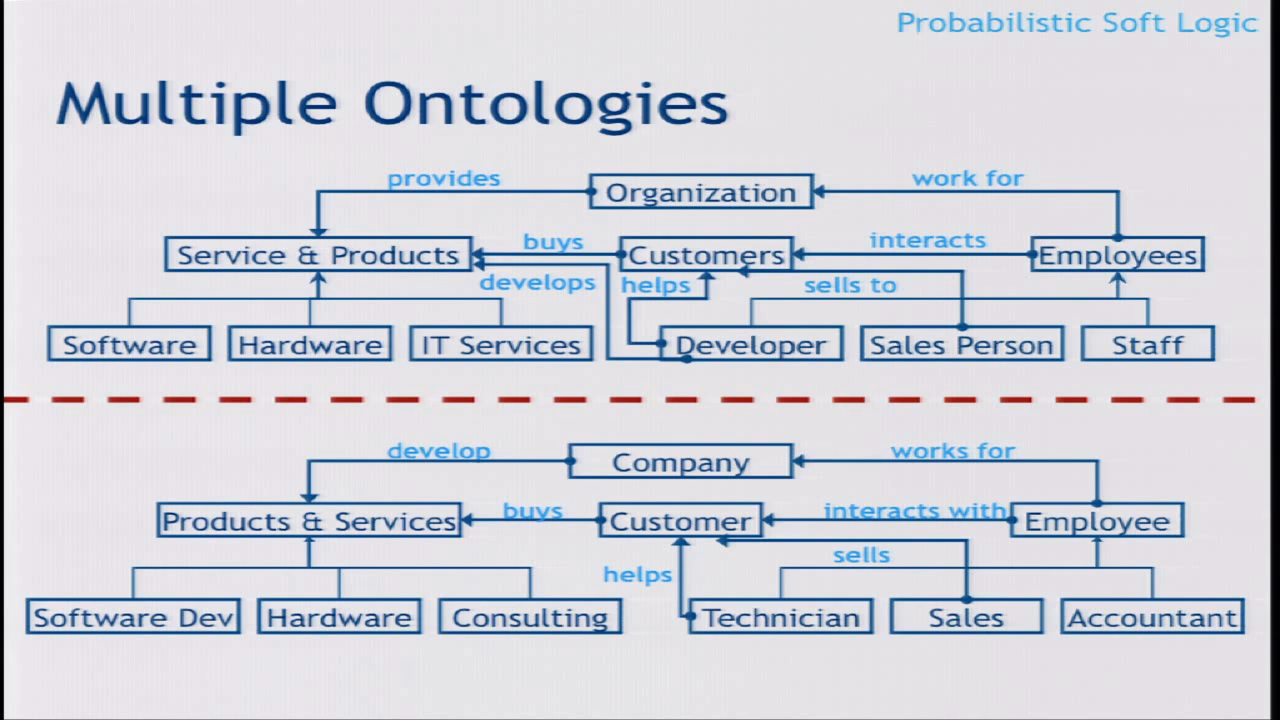 Probabilistic Soft Logic
Multiple Ontologies
provides
Organization
work for
Service & Products
buys
Customers
interacts
Employees
develops
helps
sells to
Software
Hardware
IT Services
Developer
Sales Person
Staff
develop
Company
works for
Products & Services
buys
Customer
interacts with
Employee
helps
sells
Software Dev
Hardware
Consulting
Technician
Sales
Accountant